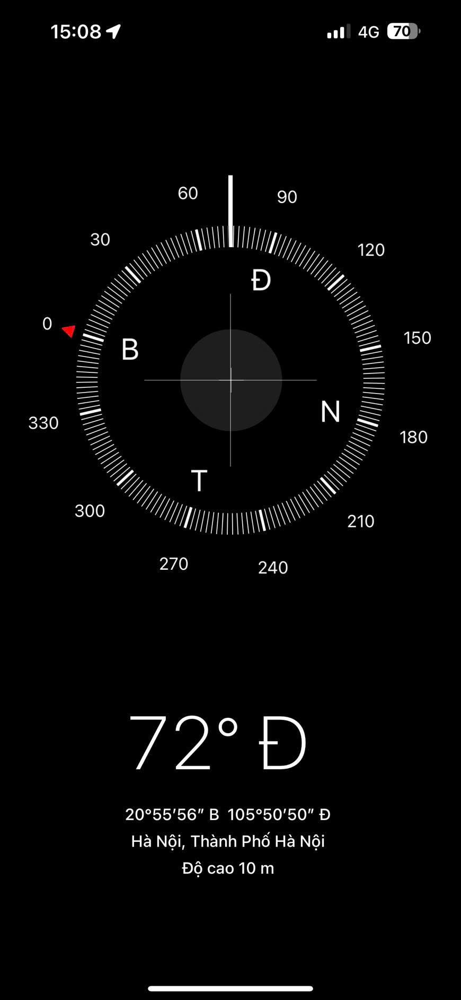 15:08 4G 70
60 90
30 120
0 Đ 150
B
330 N 180
T
300 210
270 240
72° Đ
20°55’56” B 105°50’50” Đ
Hà Nội, Thành Phố Hà Nội
Độ cao 10 m